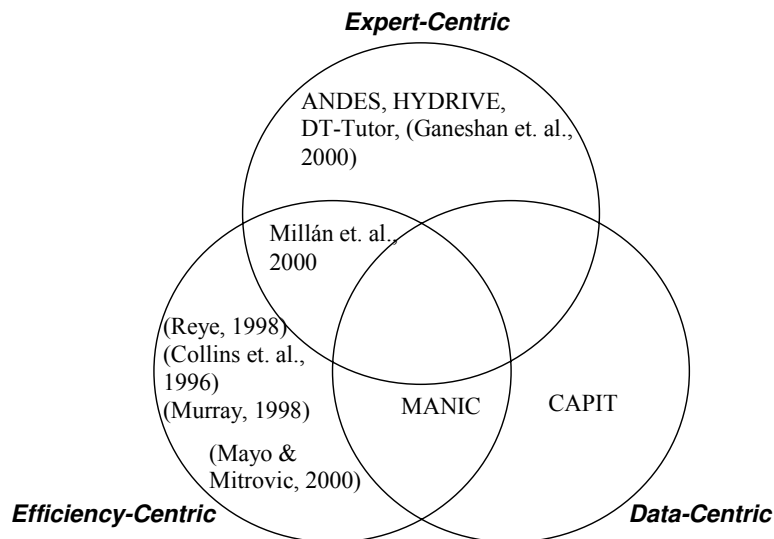 Expert-Centric
ANDES, HYDRIVE,
DT-Tutor, (Ganeshan et. al.,
2000)
Millán et. al.,
2000
(Reye, 1998)
(Collins et. al.,
1996)
(Murray, 1998)
MANIC
CAPIT
(Mayo &
Mitrovic, 2000)
Efficiency-Centric
Data-Centric